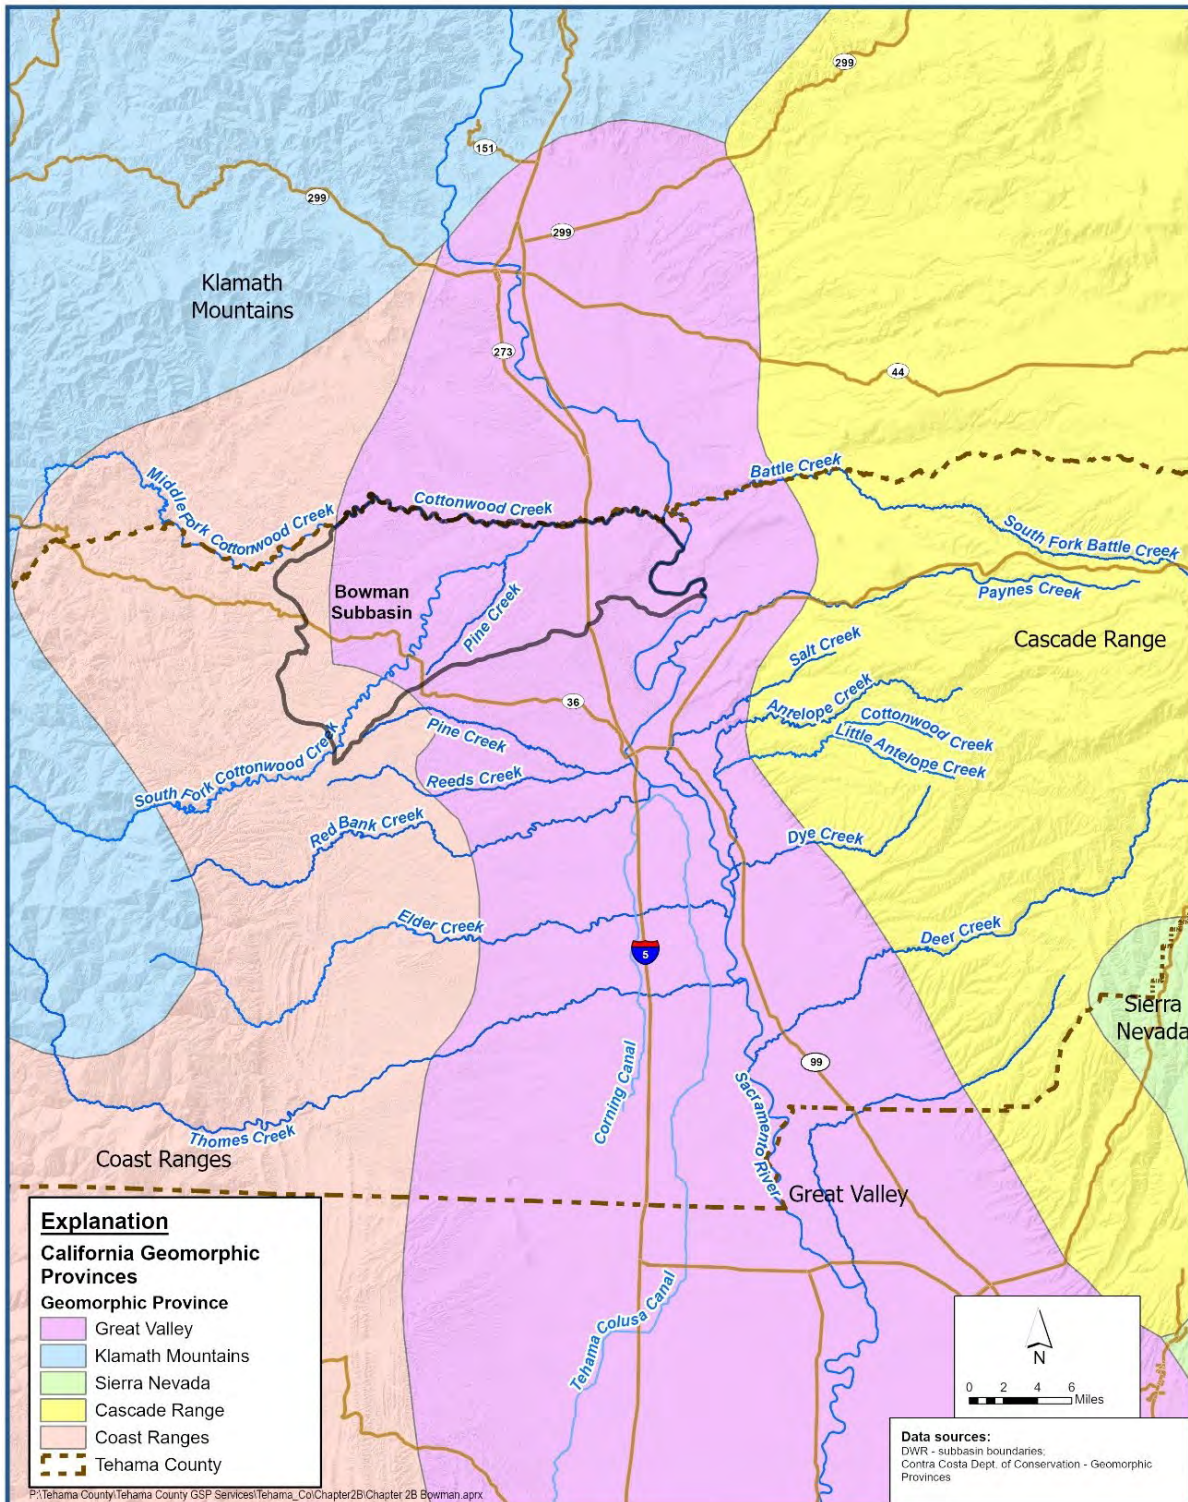 299
151
299
299
Klamath
Mountains
273
44
Battle Creek
Middle Fork Cottonwood Creek
Cottonwood Creek
South Fork Battle Creek
Bowman
Subbasin
Pine Creek
Paynes Creek
Salt Creek
Cascade Range
Antelope Creek
36
Cottonwood Creek
Pine Creek
Little Antelope Creek
South Fork Cottonwood Creek
Reeds Creek
Red Bank Creek
Dye Creek
Elder Creek
Deer Creek
5
Sierra
Nevada
Corning Canal
99
Sacramento River
Thomes Creek
Coast Ranges
Great Valley
Tehama Colusa Canal
Explanation
California Geomorphic
Provinces
Geomorphic Province
Great Valley
Klamath Mountains
Sierra Nevada
Cascade Range
Coast Ranges
Tehama County
N
0 2 4 6
Miles
Data sources:
DWR - subbasin boundaries;
Contra Costa Dept. of Conservation - Geomorphic
Provinces
P:\Tehama County\Tehama County GSP Services\Tehama_Co\Chapter2B\Chapter 2B Bowman.aprx